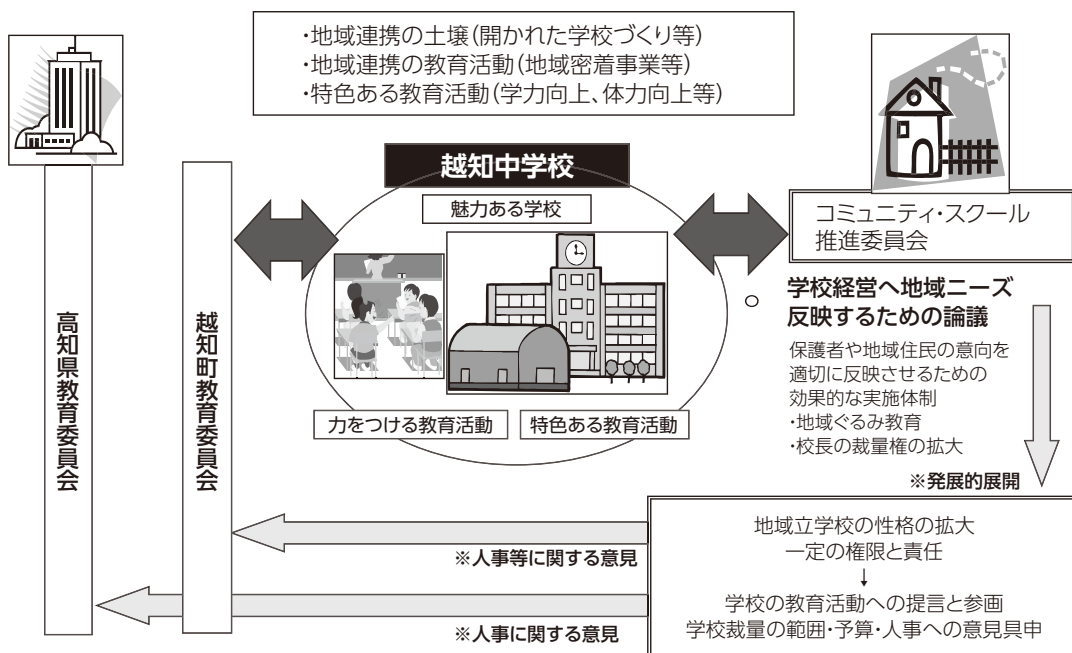 ・地域連携の土壌(開かれた学校づくり等)
・地域連携の教育活動(地域密着事業等)
・特色ある教育活動(学力向上、体力向上等)
越知中学校
魅力ある学校
コミュニティ・スクール
推進委員会
高知県教育委員会
越知町教育委員会
力をつける教育活動
特色ある教育活動
学校経営へ地域ニーズ
反映するための論議
保護者や地域住民の意向を
適切に反映させるための
効果的な実施体制
・地域ぐるみ教育
・校長の裁量権の拡大
※発展的展開
地域立学校の性格の拡大
一定の権限と責任
↓
学校の教育活動への提言と参画
学校裁量の範囲・予算・人事への意見具申
※人事等に関する意見
※人事に関する意見